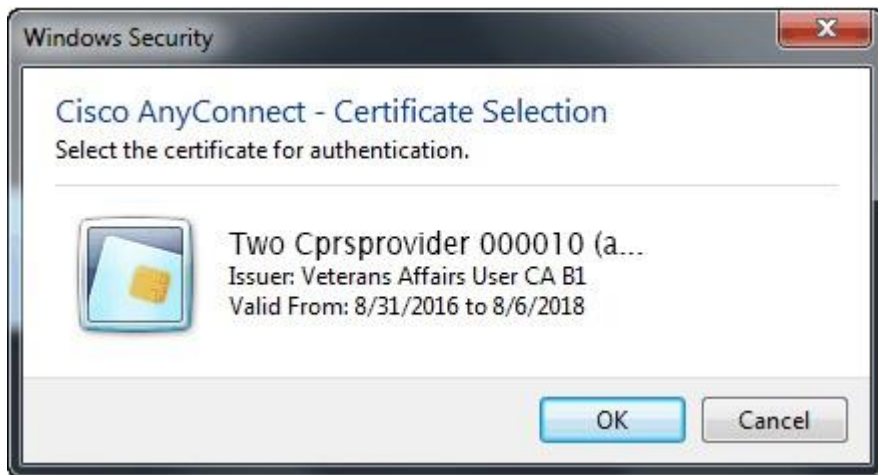 Windows Security
Cisco AnyConnect - Certificate Selection
Select the certificate for authentication.
Two Cprsprovider 000010 (a...
Issuer: Veterans Affairs User CA B1
Valid From: 8/31/2016 to 8/6/2018
OK Cancel